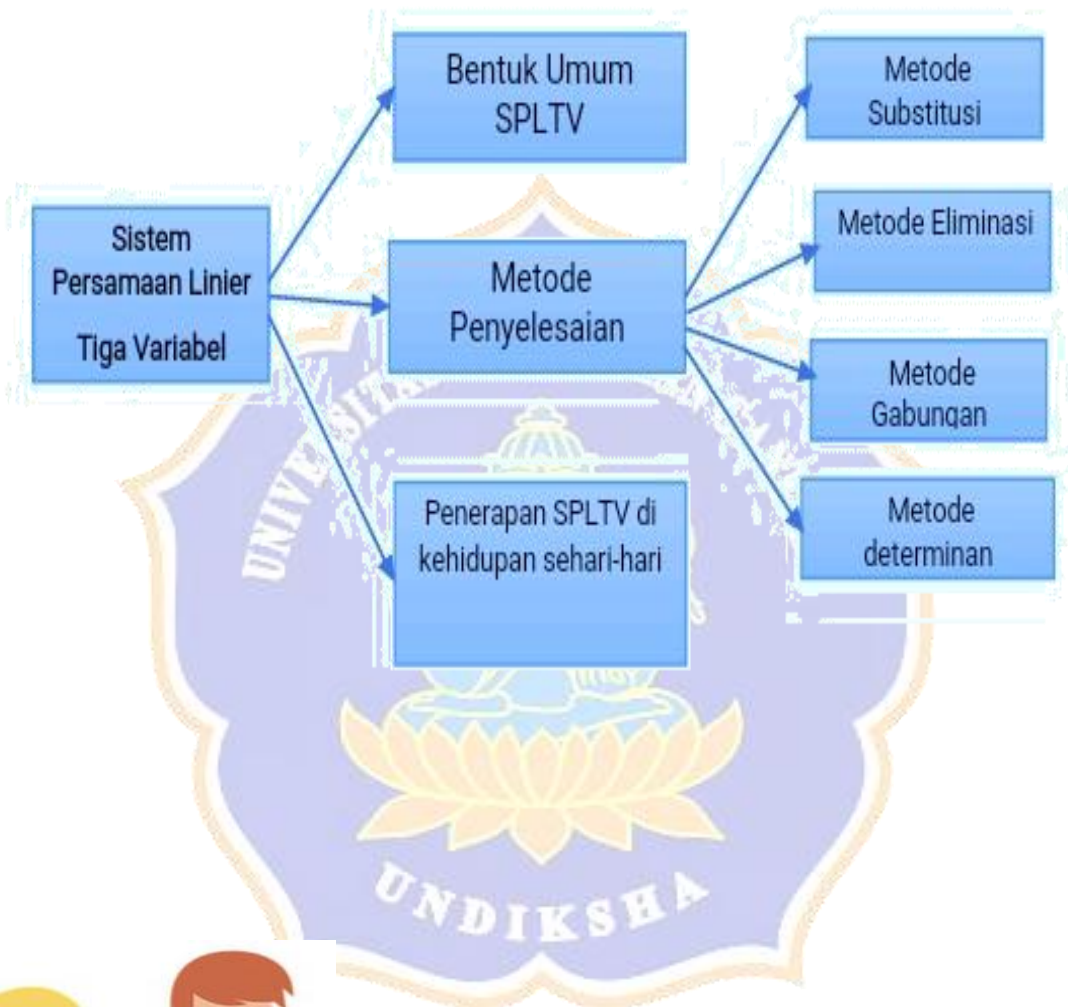 Sistem
Persamaan Linier
Tiga Variabel
Bentuk Umum
SPLTV
Metode
Penyelesaian
Penerapan SPLTV di
kehidupan sehari-hari
Metode
Substitusi
Metode Eliminasi
Metode
Gabungan
Metode
determinan
UNDIKSHA